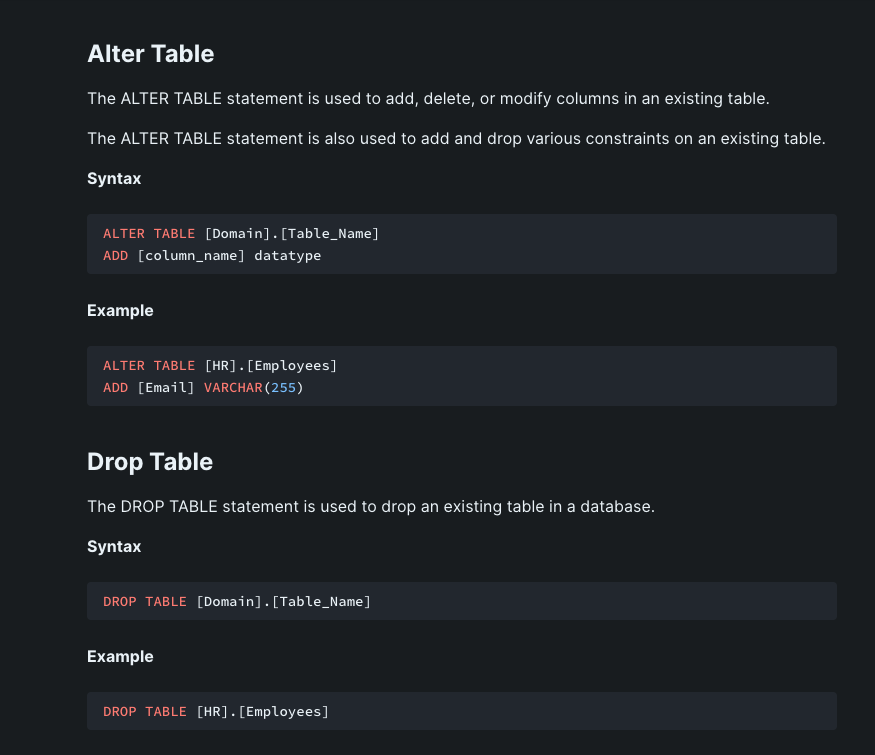 Alter Table
The ALTER TABLE statement is used to add, delete, or modify columns in an existing table.
The ALTER TABLE statement is also used to add and drop various constraints on an existing table.
Syntax
ALTER TABLE [Domain].[Table_Name]
ADD [column_name] datatype
Example
ALTER TABLE [HR].[Employees]
ADD [Email] VARCHAR(255)
Drop Table
The DROP TABLE statement is used to drop an existing table in a database.
Syntax
DROP TABLE [Domain].[Table_Name]
Example
DROP TABLE [HR].[Employees]